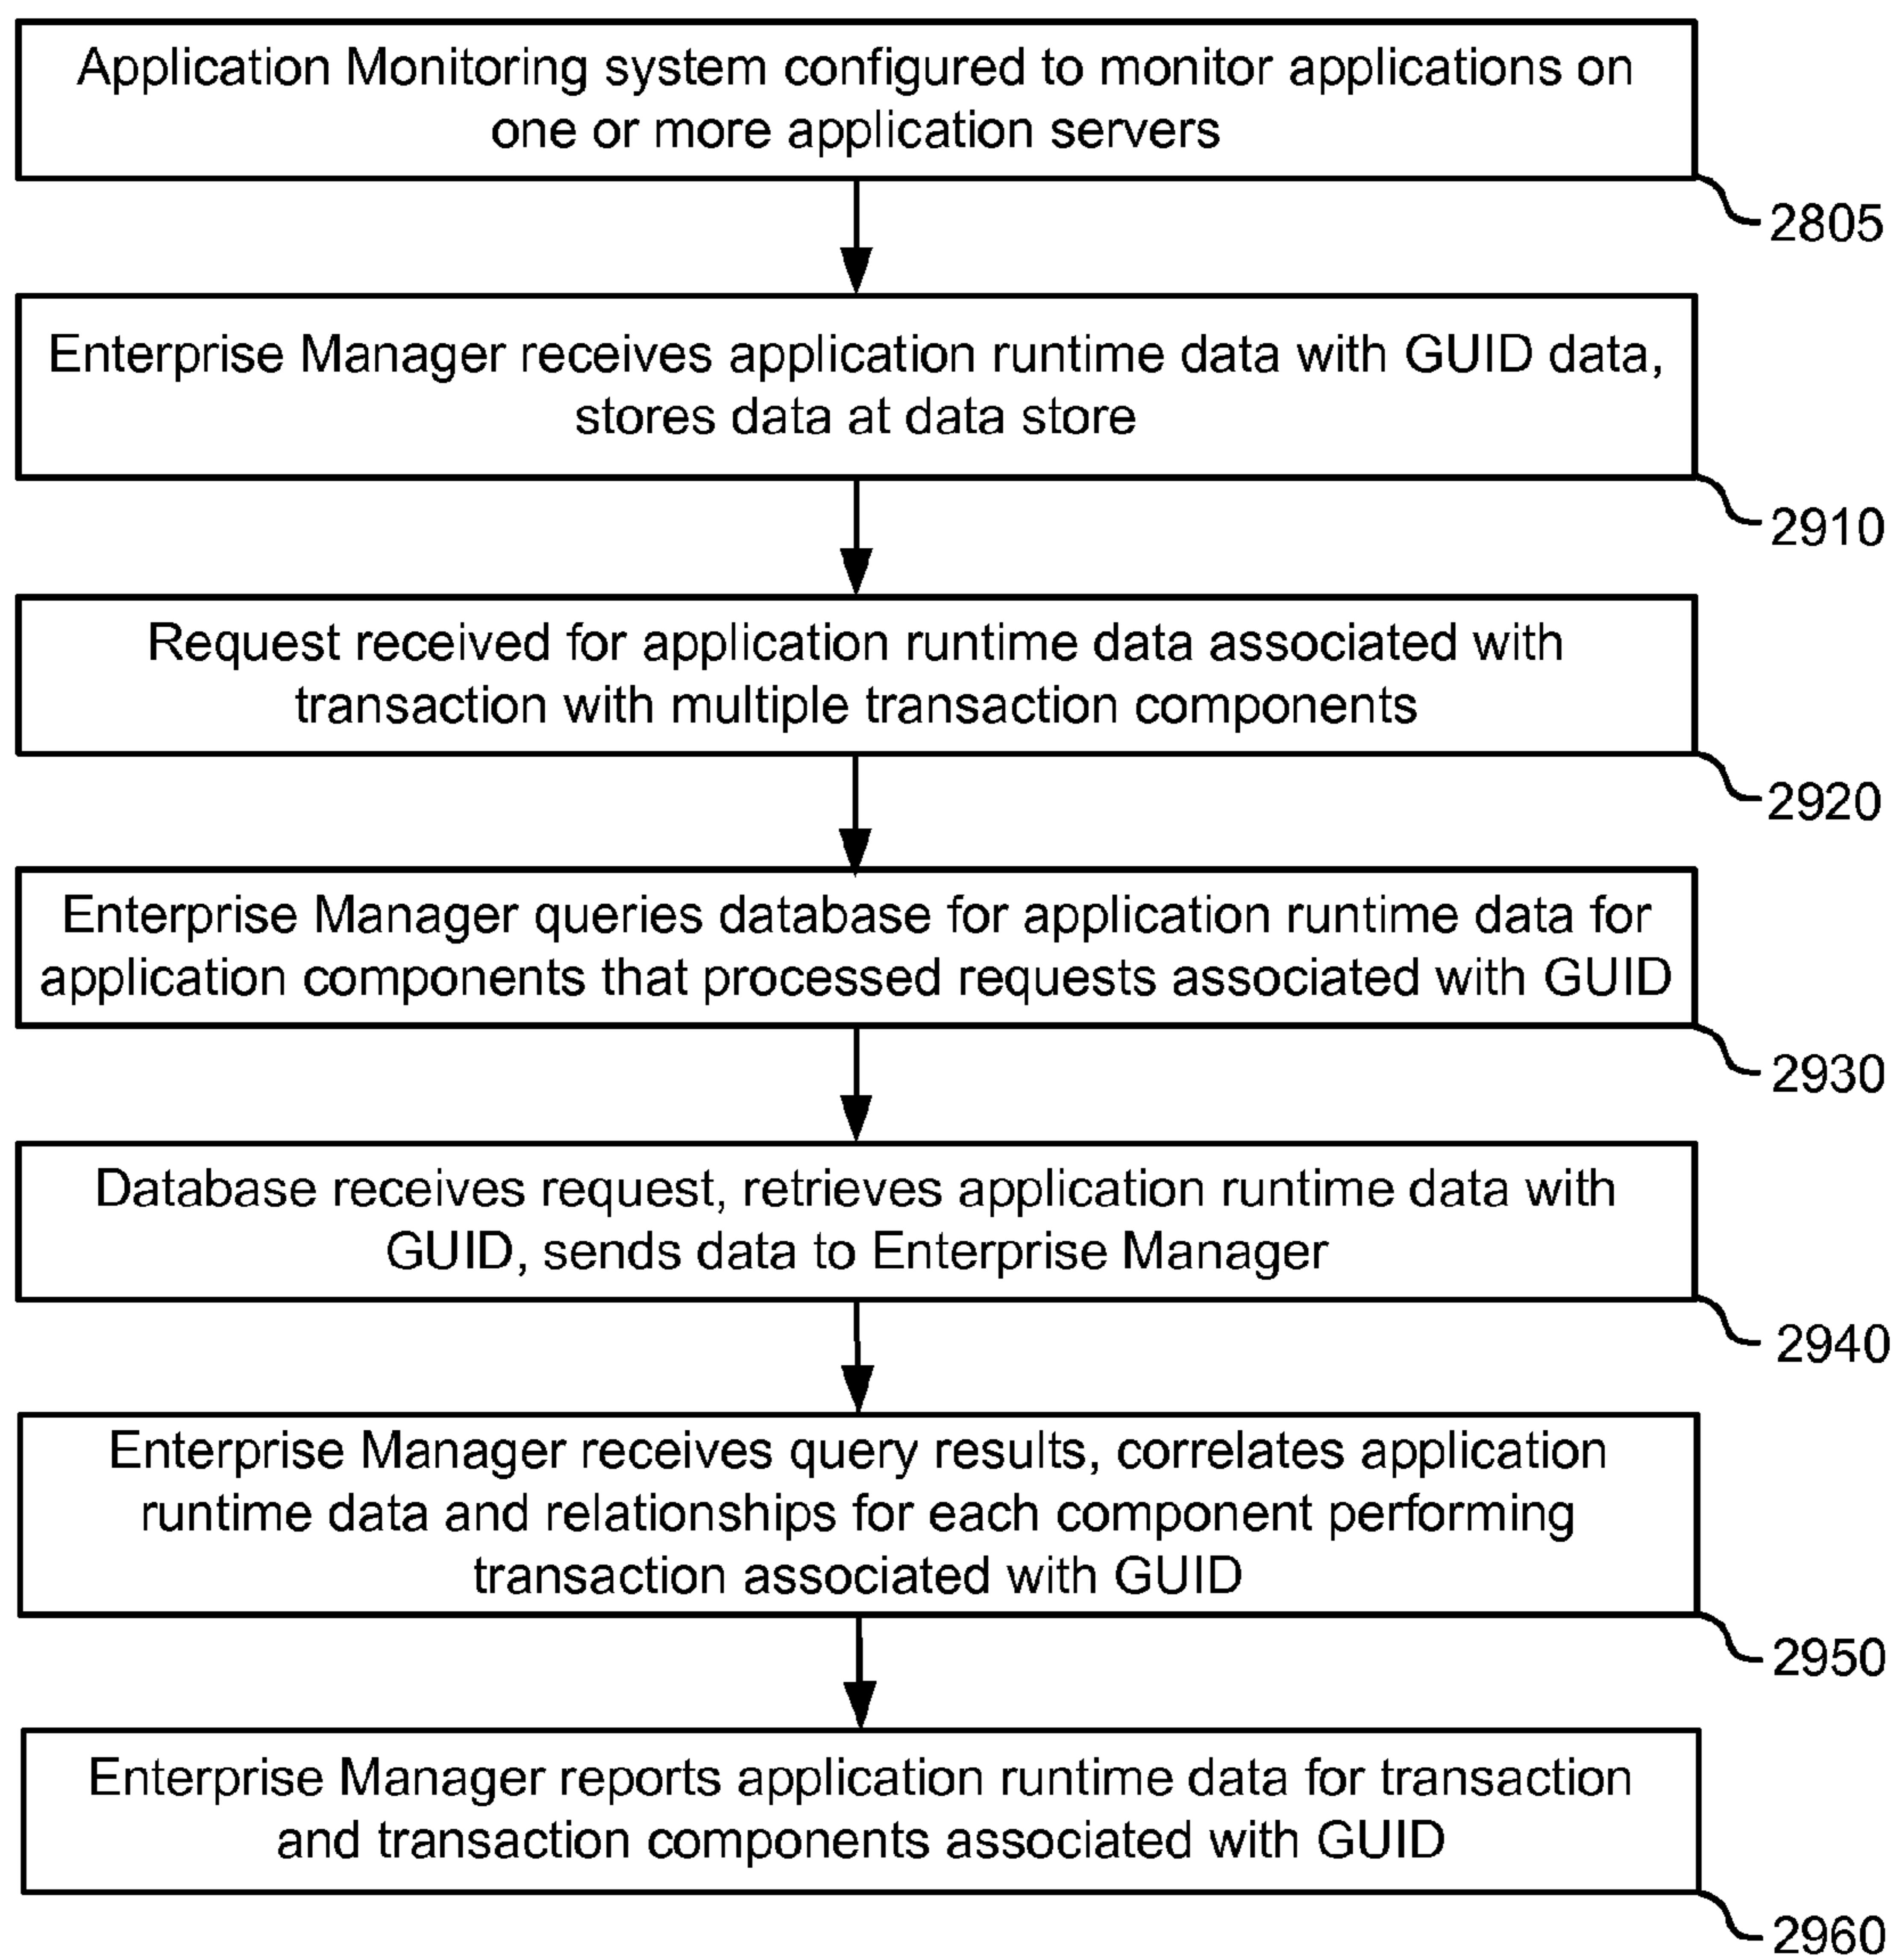 Application Monitoring system configured to monitor applications on
one or more application servers
2805
Enterprise Manager receives application runtime data with GUID data,
stores data at data store
2910
Request received for application runtime data associated with
transaction with multiple transaction components
2920
Enterprise Manager queries database for application runtime data for
application components that processed requests associated with GUID
2930
Database receives request, retrieves application runtime data with
GUID, sends data to Enterprise Manager
2940
Enterprise Manager receives query results, correlates application
runtime data and relationships for each component performing
transaction associated with GUID
2950
Enterprise Manager reports application runtime data for transaction
and transaction components associated with GUID
2960